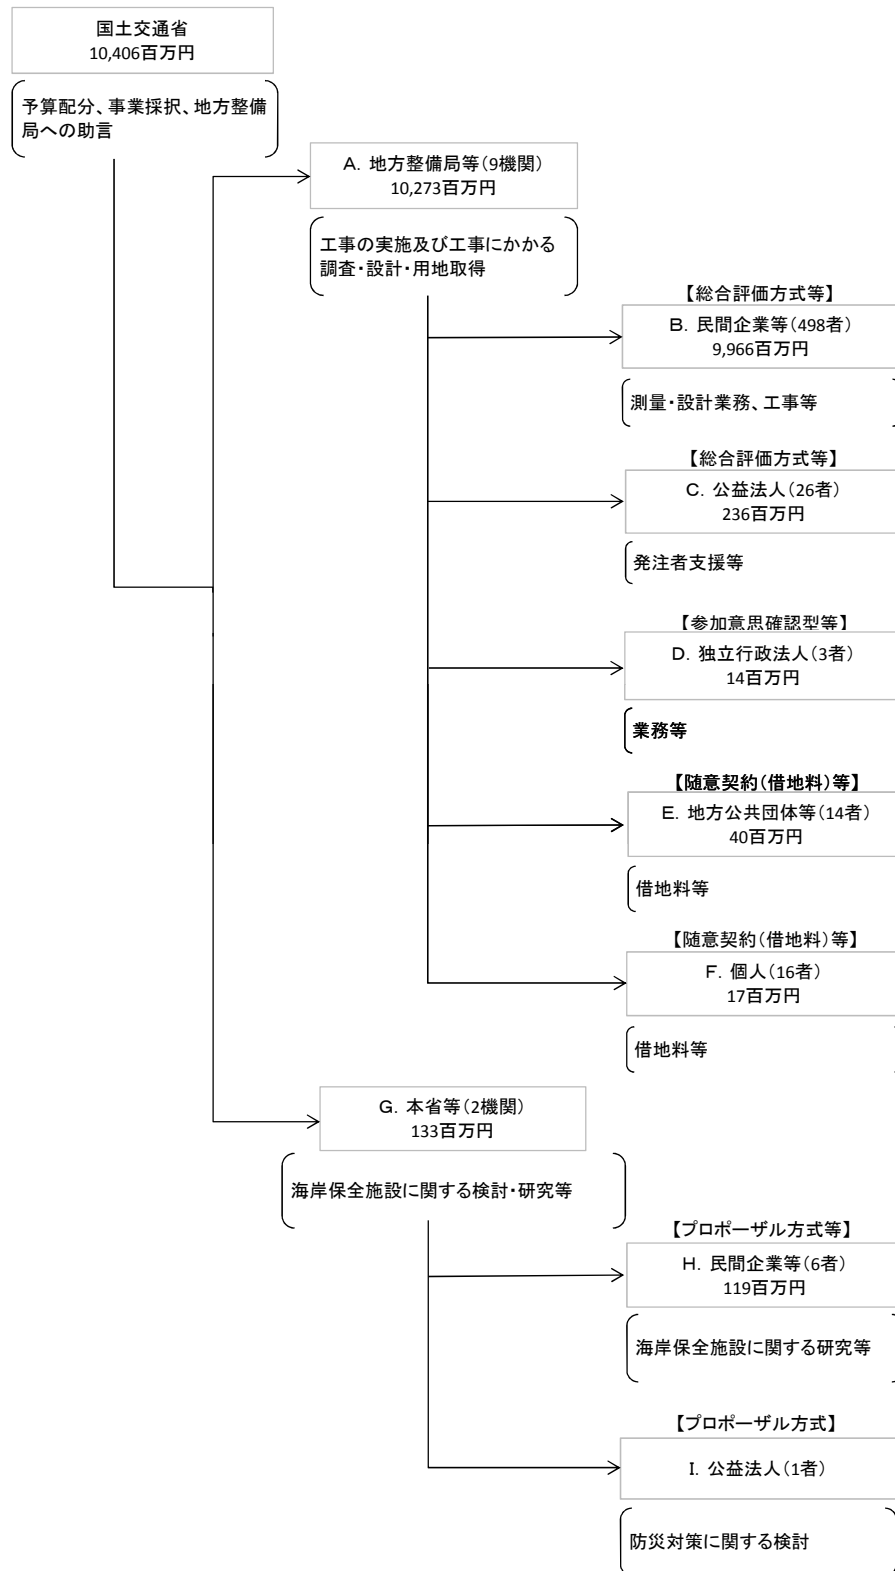 国土交通省
10,406百万円
予算配分、事業採択、地方整備
局への助言
A. 地方整備局等(9機関)
10,273百万円
工事の実施及び工事にかかる
調査・設計・用地取得
【総合評価方式等】
B. 民間企業等(498者)
9,966百万円
測量・設計業務、工事等
【総合評価方式等】
C. 公益法人(26者)
236百万円
発注者支援等
【参加意思確認型等】
D. 独立行政法人(3者)
14百万円
業務等
【随意契約(借地料)等】
E. 地方公共団体等(14者)
40百万円
借地料等
【随意契約(借地料)等】
F. 個人(16者)
17百万円
借地料等
G. 本省等(2機関)
133百万円
海岸保全施設に関する検討・研究等
【プロポーザル方式等】
H. 民間企業等(6者)
119百万円
海岸保全施設に関する研究等
【プロポーザル方式】
I. 公益法人(1者)
防災対策に関する検討